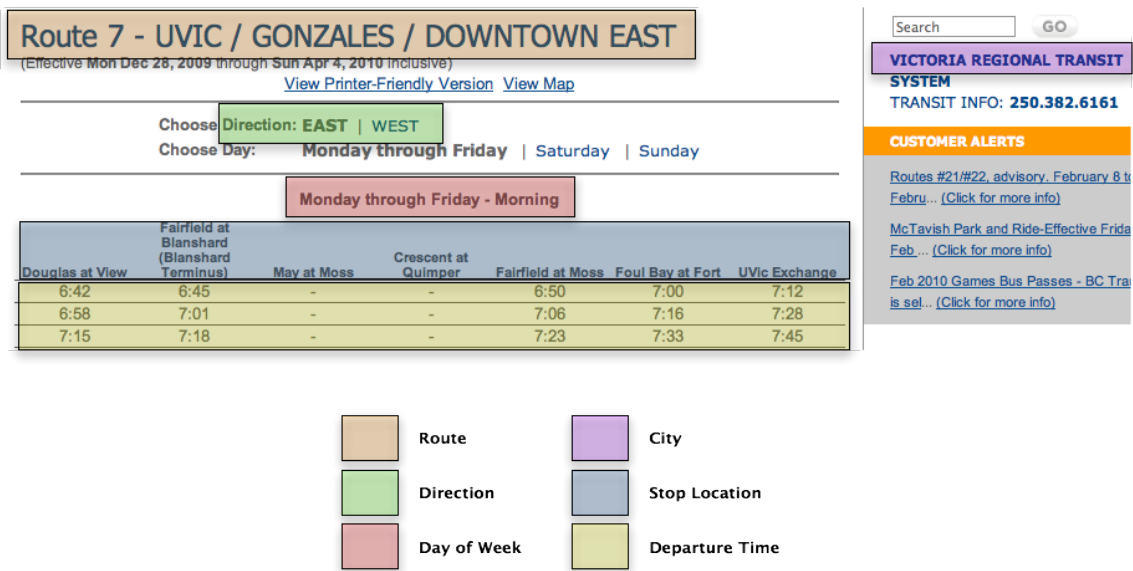 Route 7 - UVIC / GONZALES / DOWNTOWN EAST
(Effective Mon Dec 28, 2009 through Sun Apr 4, 2010 inclusive)
View Printer-Friendly Version View Map
Choose Direction: EAST | WEST
Choose Day: Monday through Friday | Saturday | Sunday
Monday through Friday - Morning
Douglas at View
Fairfield at
Blanshard
(Blanshard
Terminus)
May at Moss
Crescent at
Quimper
Fairfield at Moss
Foul Bay at Fort
UVic Exchange
6:42 6:45 - - 6:50 7:00 7:12
6:58 7:01 - - 7:06 7:16 7:28
7:15 7:18 - - 7:23 7:33 7:45
Search GO
VICTORIA REGIONAL TRANSIT
SYSTEM
TRANSIT INFO: 250.382.6161
CUSTOMER ALERTS
Routes #21/#22, advisory. February 8 to
Febru... (Click for more info)
McTavish Park and Ride-Effective Frida
Feb ... (Click for more info)
Feb 2010 Games Bus Passes - BC Tra
is sel... (Click for more info)
Route
City
Direction
Stop Location
Day of Week
Departure Time